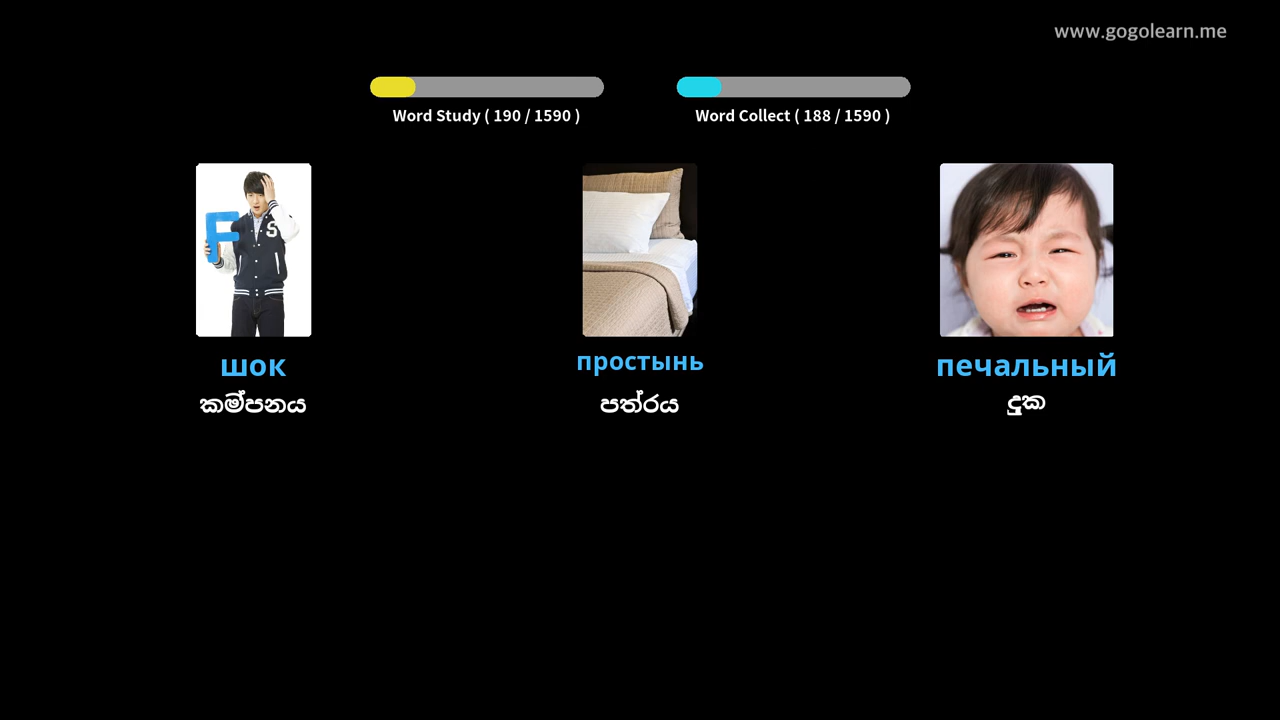 www.gogolearn.me
Word Study ( 190 / 1590 )
Word Collect ( 188 / 1590 )
F
S
шок
простынь
печальный
කම්පනය
පත්රය
දුක